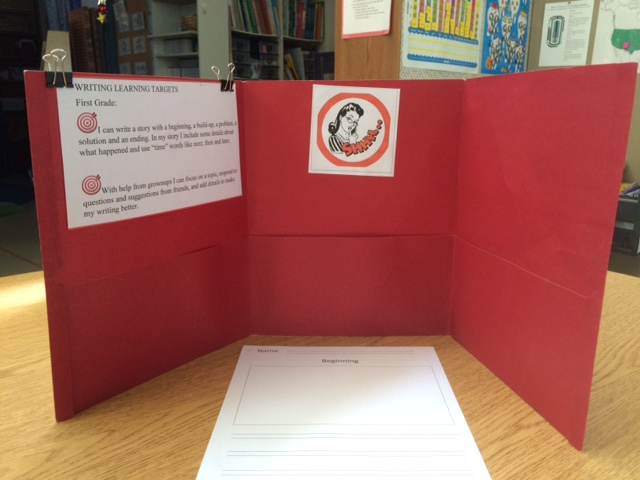 WRITING LEARNING TARGETS
First Grade:
I can write a story with a beginning, a build-up, a problem, a
solution and an ending. In my story I include some details about
what happened and use "time" words like next, then and later.
With help from grownups I can focus on a topic, respond to
questions and suggestions from friends, and add details to make
my writing better.
Name
Beginning